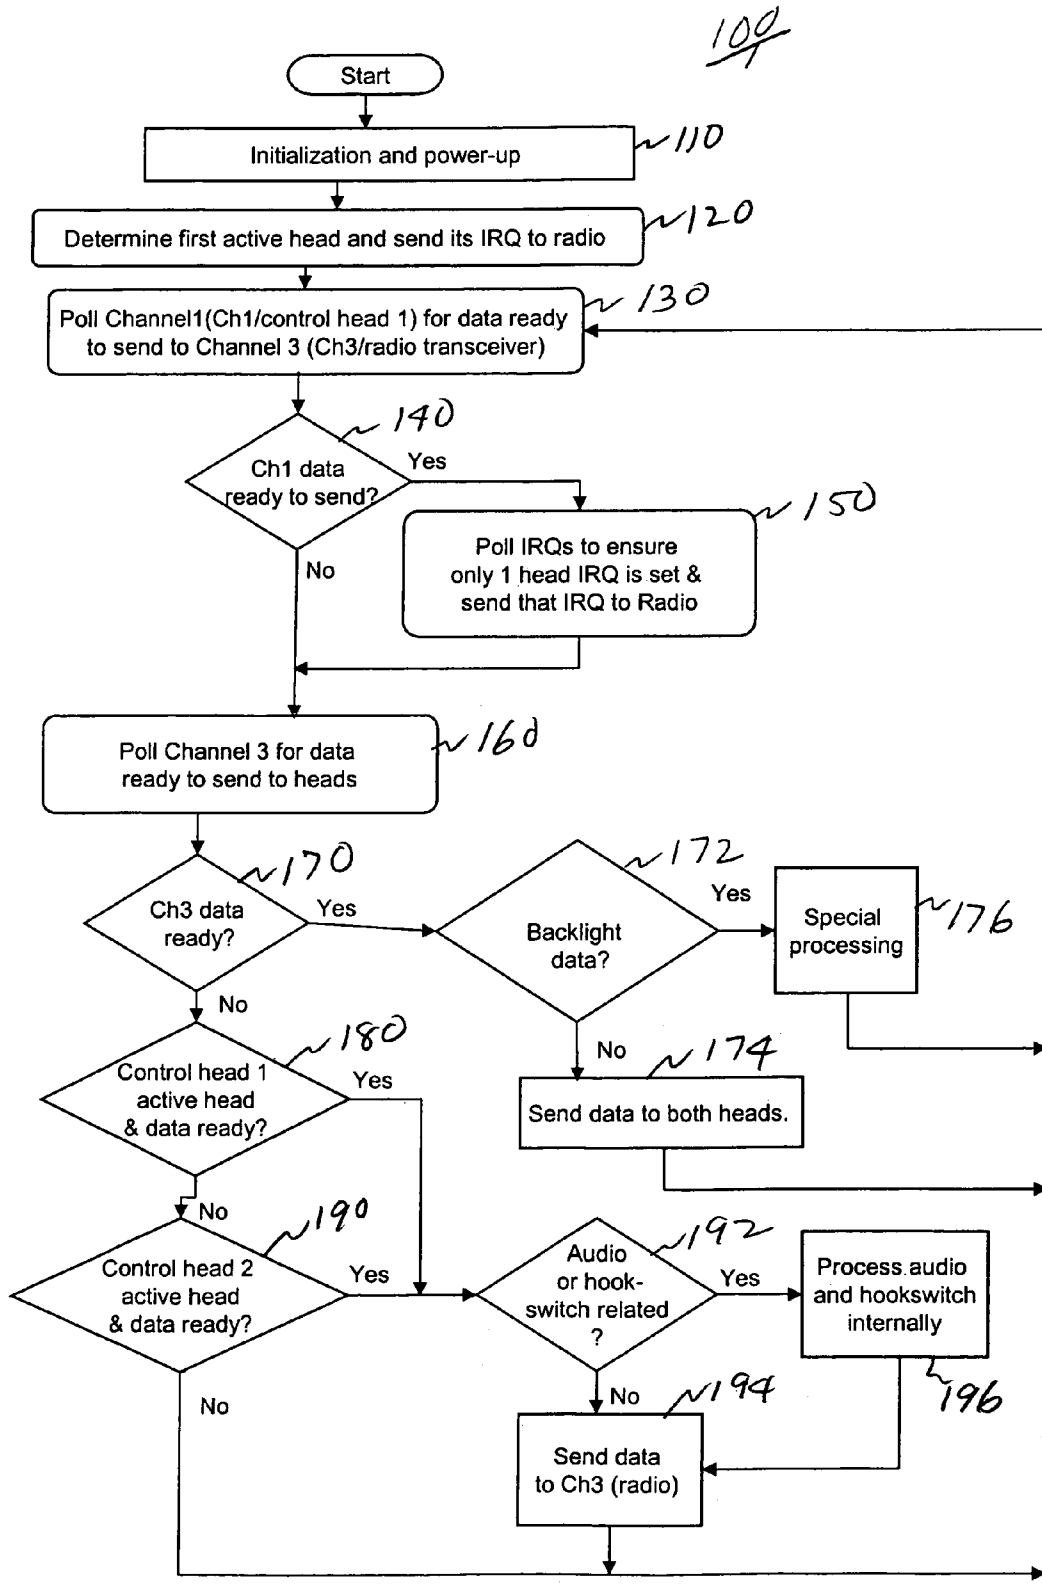 100
Start
Initialization and power-up
110
Determine first active head and send its IRQ to radio
120
Poll Channel1(Ch1/control head 1) for data ready
to send to Channel 3 (Ch3/radio transceiver)
130
Ch1 data
ready to send?
140
Yes
No
Poll IRQs to ensure
only 1 head IRQ is set &
send that IRQ to Radio
150
Poll Channel 3 for data
ready to send to heads
160
Ch3 data
ready?
170
Yes
No
Backlight
data?
172
Yes
No
Special
processing
176
Send data to both heads.
174
Control head 1
active head
& data ready?
180
Yes
No
Control head 2
active head
& data ready?
190
Yes
No
Audio
or hook-
switch related
?
192
Yes
No
Process.audio
and hookswitch
internally
196
Send data
to Ch3 (radio)
194